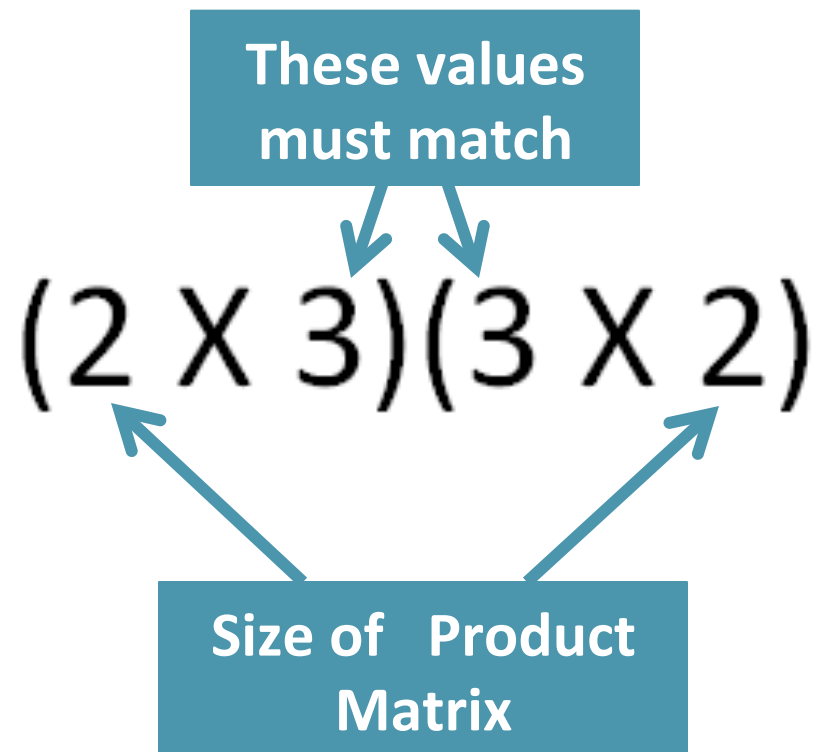 These values
must match
(2 X 3)(3 X 2)
Size of   Product
Matrix